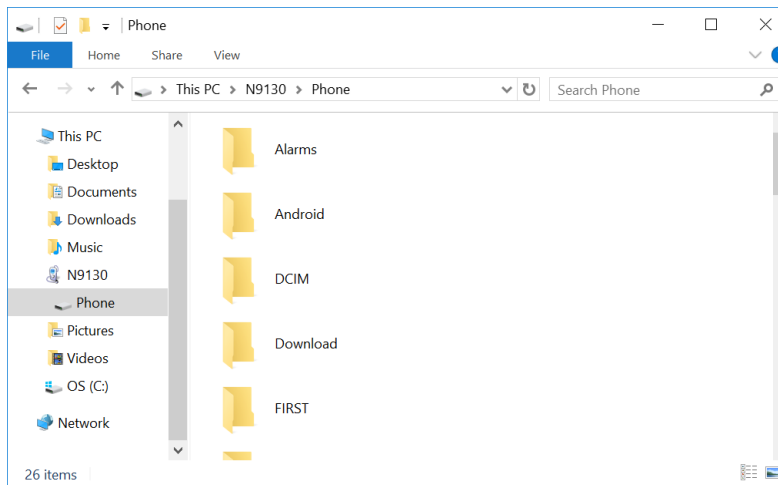 Phone
File Home Share View
This PC > N9130 > Phone Search Phone
This PC
Desktop
Documents
Downloads
Music
N9130
Phone
Pictures
Videos
OS (C:)
Network
Alarms
Android
DCIM
Download
FIRST
26 items